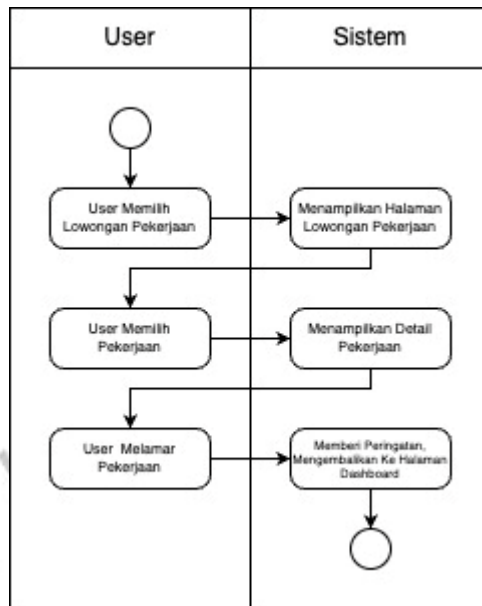 User
Sistem
User Memilih
Lowongan Pekerjaan
Menampilkan Halaman
Lowongan Pekerjaan
User Memilih
Pekerjaan
Menampilkan Detail
Pekerjaan
User Melamar
Pekerjaan
Memberi Peringatan,
Mengembalikan Ke Halaman
Dashboard